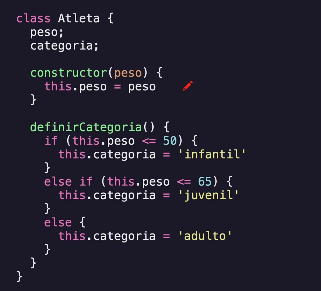 class Atleta {
  peso;
  categoria;

  constructor(peso) {
    this.peso = peso
  }

  definirCategoria() {
    if (this.peso <= 50) {
      this.categoria = 'infantil'
    }
    else if (this.peso <= 65) {
      this.categoria = 'juvenil'
    }
    else {
      this.categoria = 'adulto'
    }
  }
}